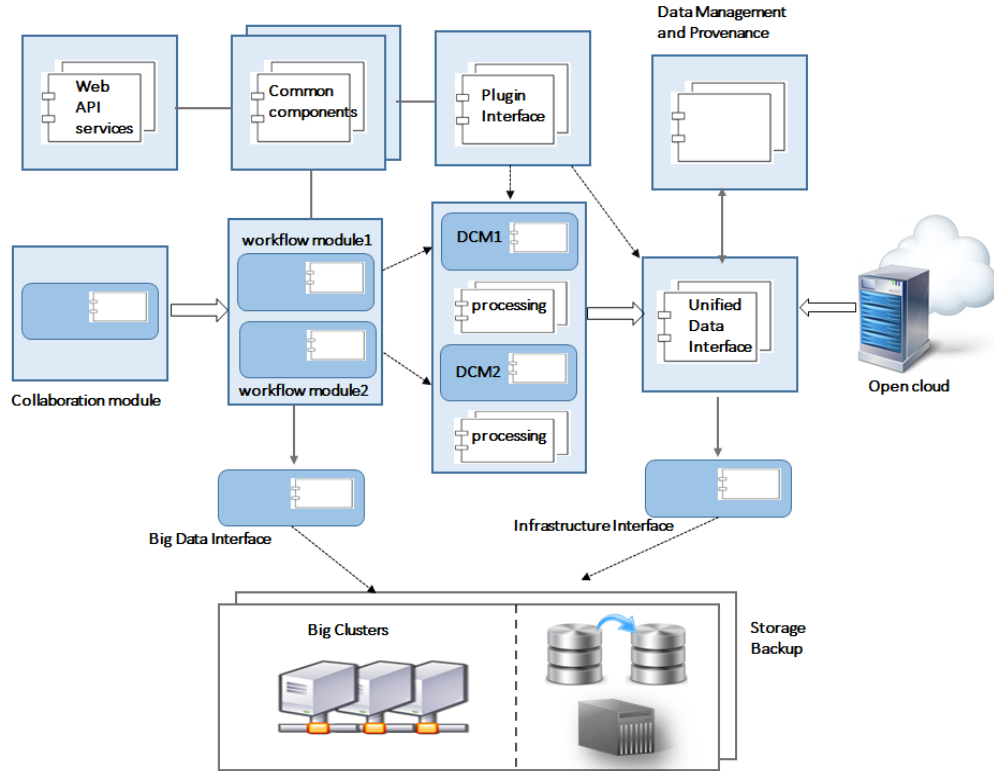 Data Management
and Provenance
Web
API
services
Common
components
Plugin
Interface
workflow module1
workflow module2
DCM1
processing
DCM2
processing
Unified
Data
Interface
Open cloud
Collaboration module
Big Data Interface
Infrastructure Interface
Big Clusters
Storage
Backup